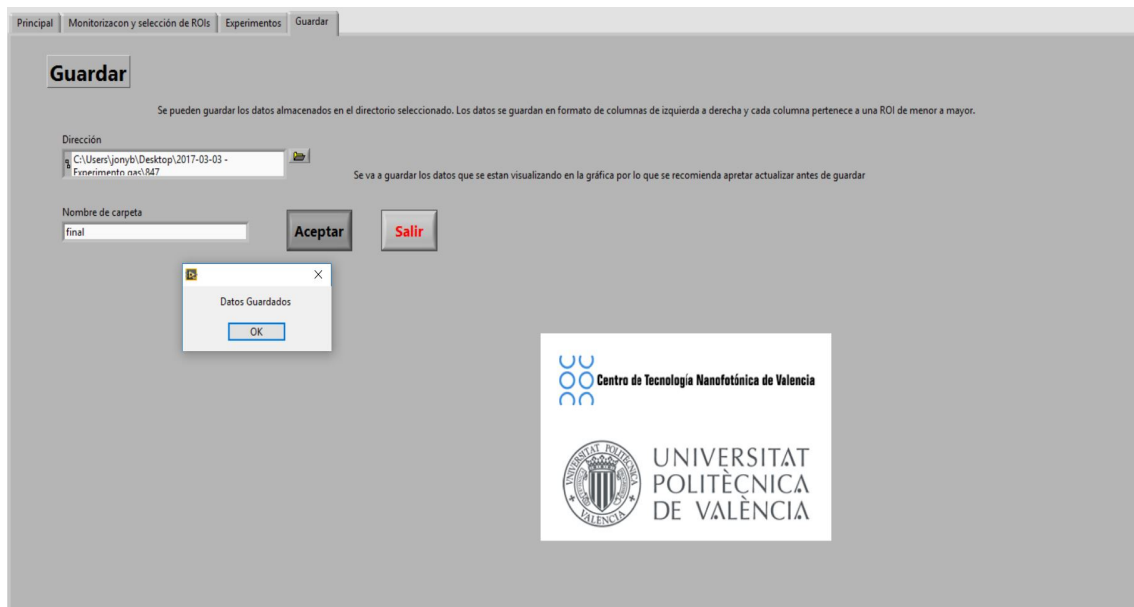 Principal
Monitorizacon y selección de ROIs
Experimentos
Guardar
Guardar
Se pueden guardar los datos almacenados en el directorio seleccionado. Los datos se guardan en formato de columnas de izquierda a derecha y cada columna pertenece a una ROI de menor a mayor.
Dirección
C:\Users\jonyb\Desktop\2017-03-03 -
Experimento gas\847
Se va a guardar los datos que se estan visualizando en la gráfica por lo que se recomienda apretar actualizar antes de guardar
Nombre de carpeta
final
Aceptar
Salir
Datos Guardados
OK
Centro de Tecnología Nanofotónica de Valencia
UNIVERSITAT
POLITÈCNICA
DE VALÈNCIA